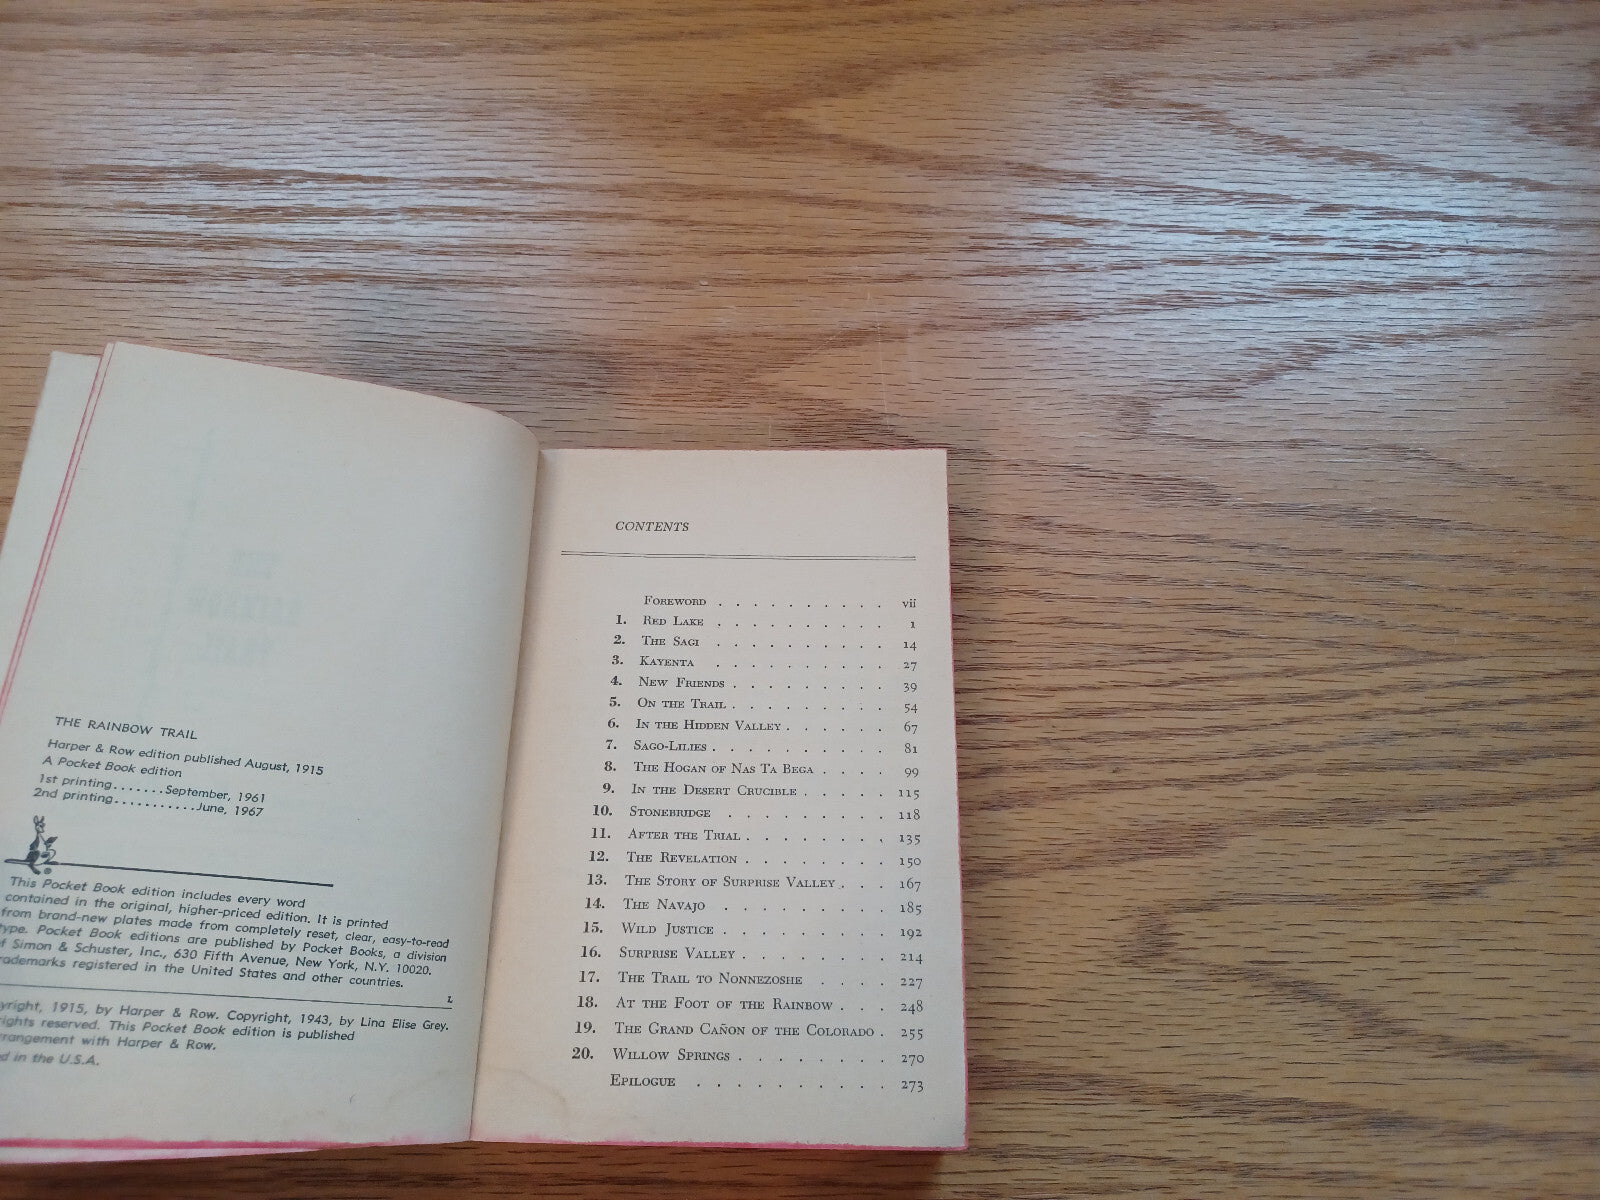 THE RAINBOW TRAIL
Harper & Row edition published August, 1915
A Pocket Book edition
1st printing.......September, 1961
2nd printing...........June, 1967
This Pocket Book edition includes every word
contained in the original, higher-priced edition. It is printed
from brand-new plates made from completely reset, clear, easy-to-read
type. Pocket Book editions are published by Pocket Books, a division
of Simon & Schuster, Inc., 630 Fifth Avenue, New York, N.Y. 10020.
rademarks registered in the United States and other countries.
L
yright, 1915, by Harper & Row. Copyright, 1943, by Lina Elise Grey.
ights reserved. This Pocket Book edition is published
rrangement with Harper & Row.
d in the U.S.A.
CONTENTS
Foreword . . . . . . . . . . vii
1. Red Lake . . . . . . . . . . 1
2. The Sagi . . . . . . . . . . 14
3. Kayenta . . . . . . . . . . 27
4. New Friends . . . . . . . . . 39
5. On the Trail . . . . . . . . . 54
6. In the Hidden Valley . . . . . . 67
7. Sago-Lilies . . . . . . . . . . 81
8. The Hogan of Nas Ta Bega . . . . 99
9. In the Desert Crucible . . . . . 115
10. Stonebridge . . . . . . . . . 118
11. After the Trial . . . . . . . . 135
12. The Revelation . . . . . . . . 150
13. The Story of Surprise Valley . . . 167
14. The Navajo . . . . . . . . . 185
15. Wild Justice . . . . . . . . . 192
16. Surprise Valley . . . . . . . . 214
17. The Trail to Nonnezoshe . . . . 227
18. At the Foot of the Rainbow . . . 248
19. The Grand Cañon of the Colorado . 255
20. Willow Springs . . . . . . . . 270
Epilogue . . . . . . . . . . 273